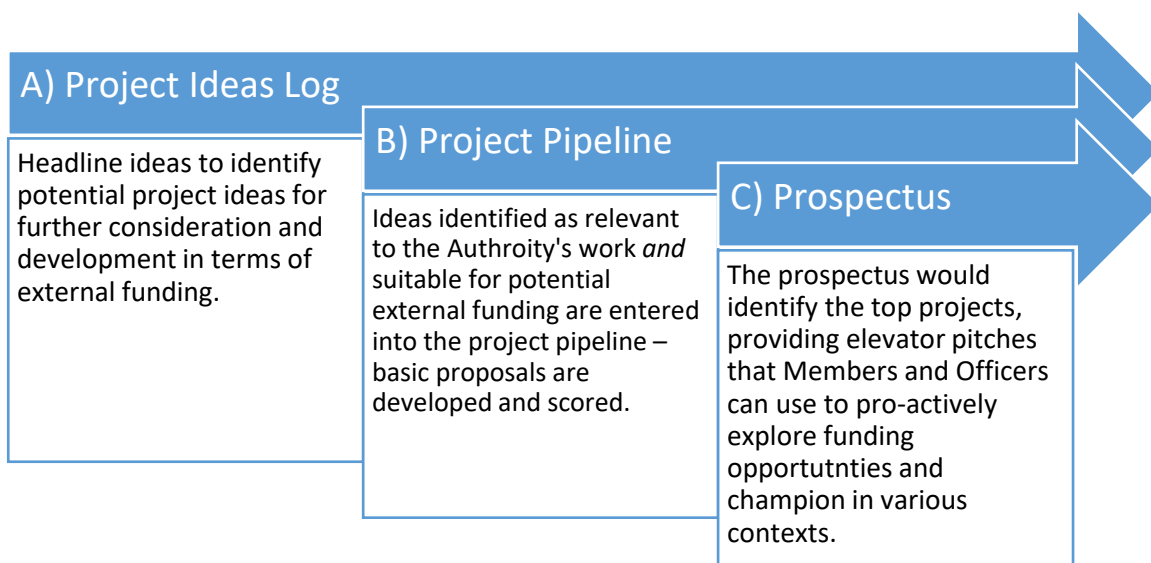 A) Project Ideas Log
Headline ideas to identify
potential project ideas for
further consideration and
development in terms of
external funding.
B) Project Pipeline
Ideas identified as relevant
to the Authroity's work and
suitable for potential
external funding are entered
into the project pipeline –
basic proposals are
developed and scored.
C) Prospectus
The prospectus would
identify the top projects,
providing elevator pitches
that Members and Officers
can use to pro-actively
explore funding
opportutnties and
champion in various
contexts.